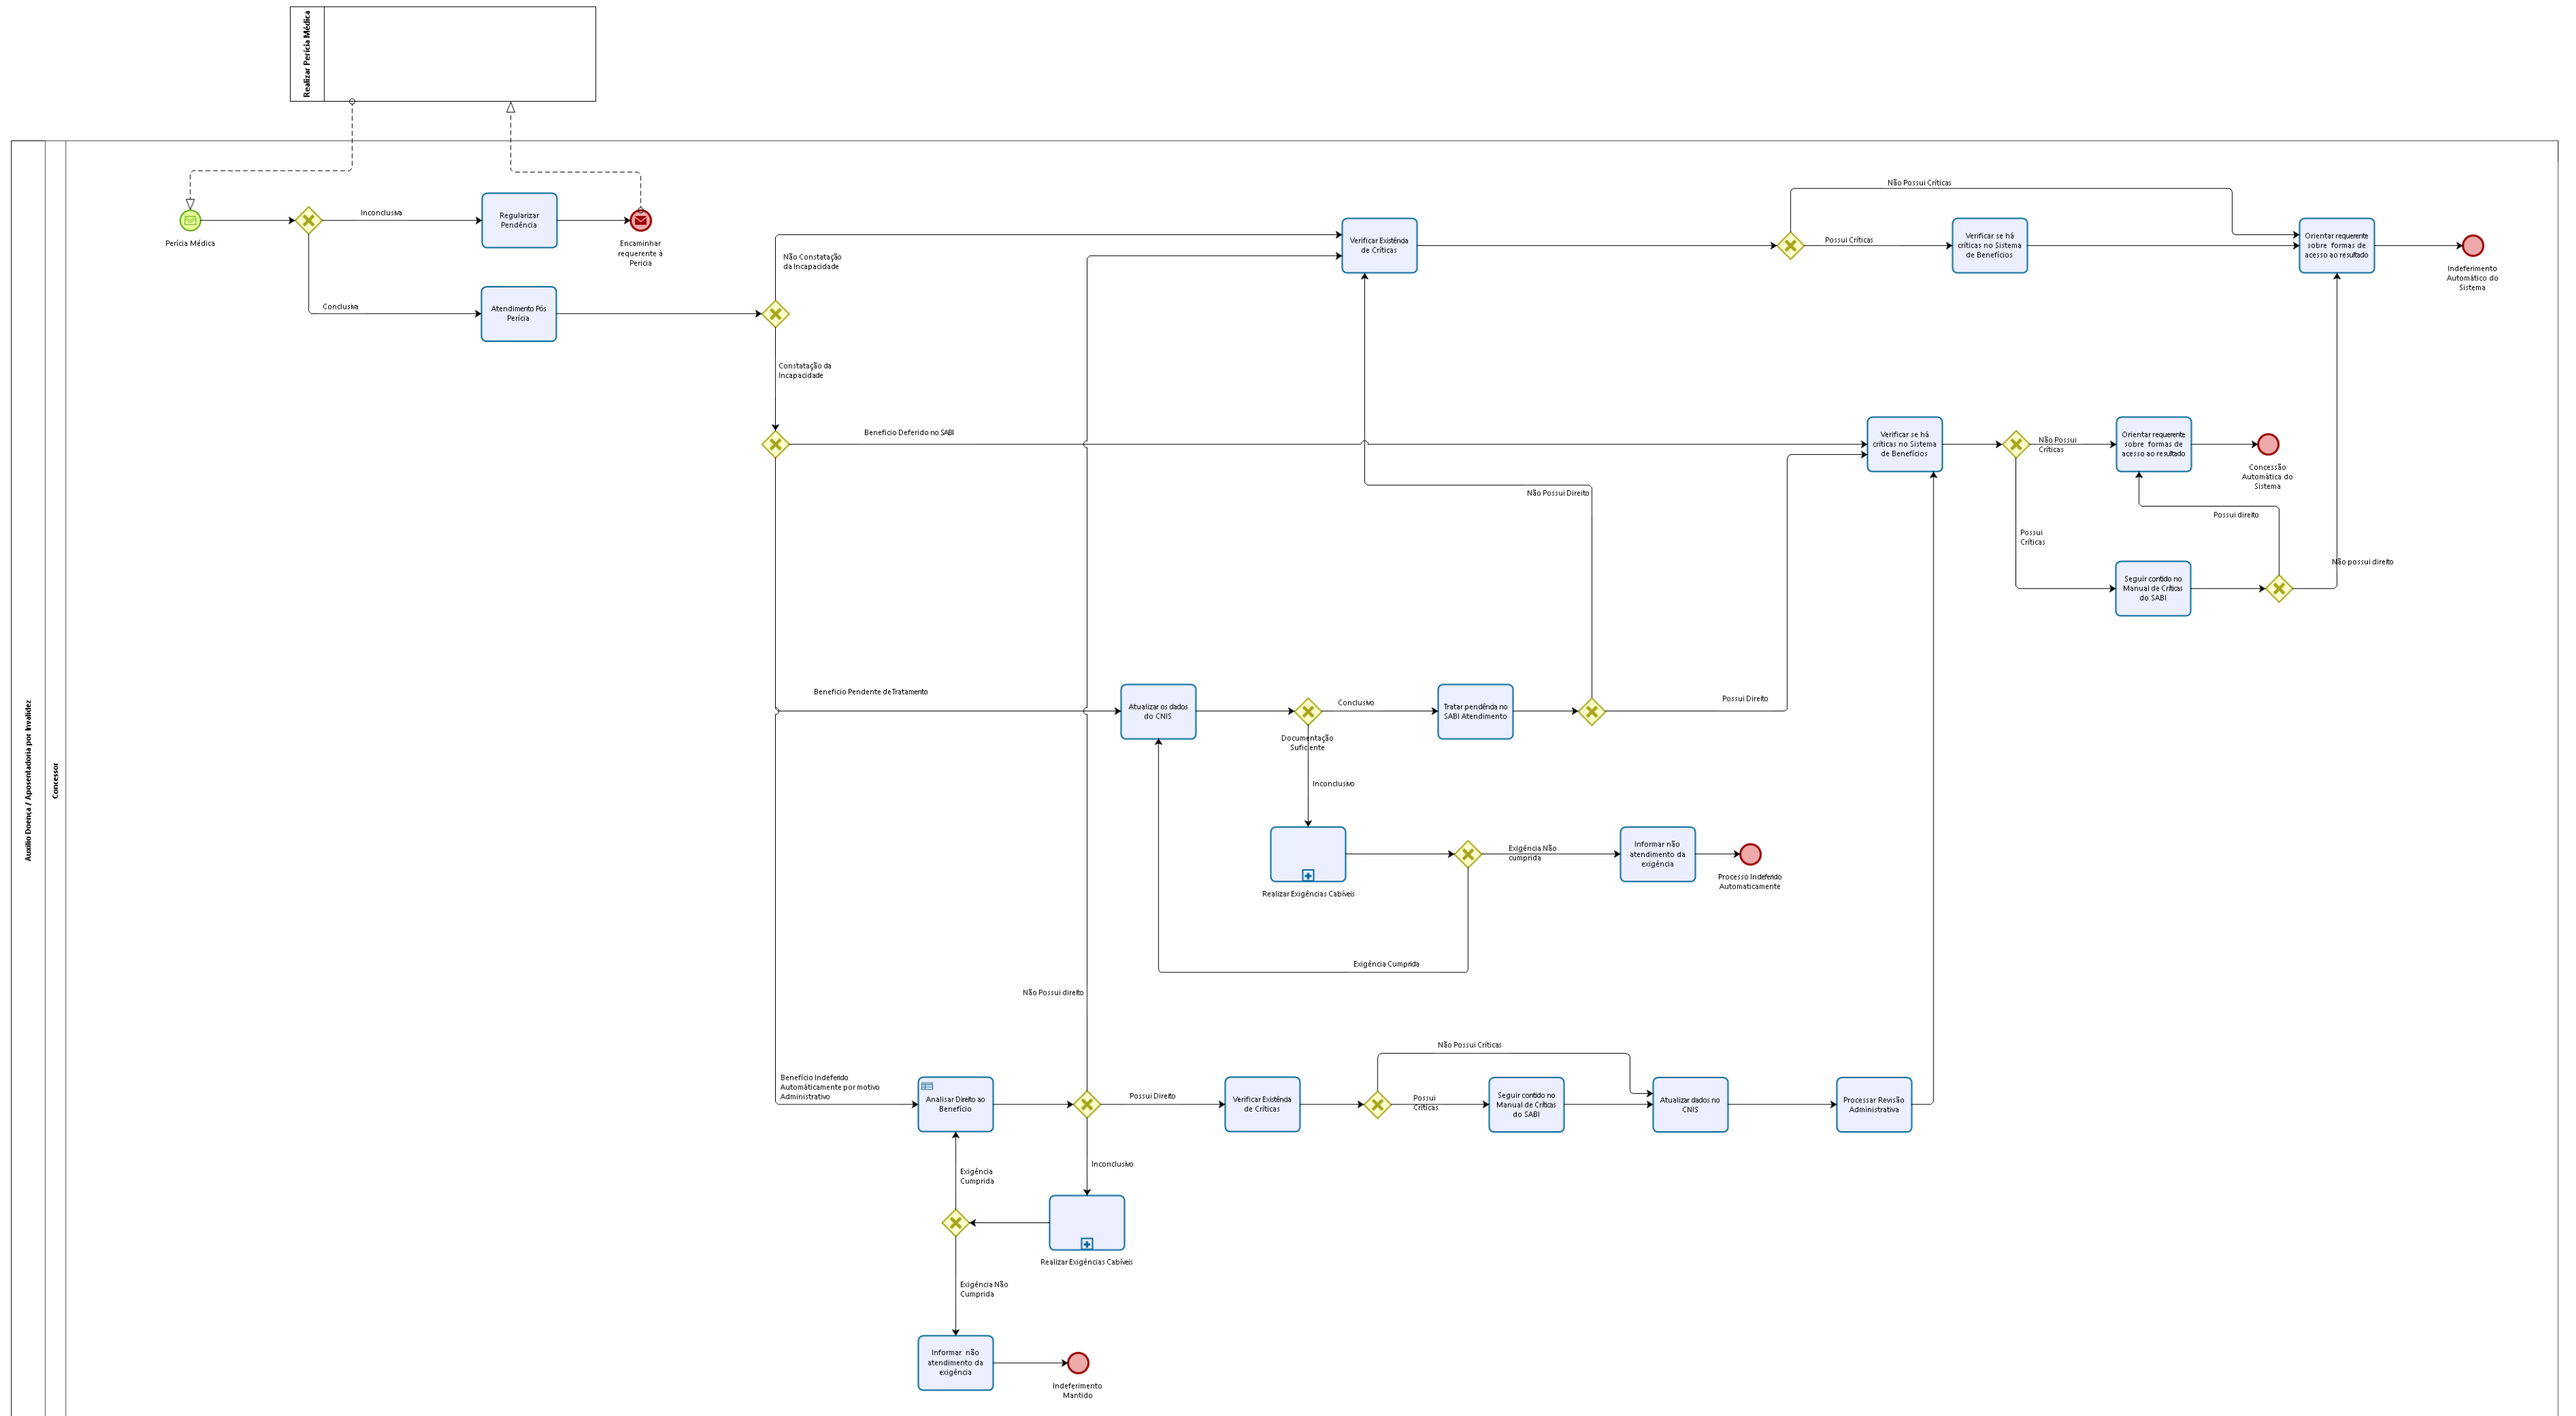 Realizar Perícia Médica
Auxílio Doença / Aposentadoria por Invalidez
Concessor
Perícia Médica
Inconclusiva
Regularizar
Pendência
Encaminhar
requerente à
Pericia
Conclusiva
Atendimento Pós
Perícia
Não Constatação
da Incapacidade
Constatação da
Incapacidade
Verificar Existência
de Críticas
Não Possui Críticas
Possui Críticas
Verificar se há
críticas no Sistema
de Benefícios
Orientar requerente
sobre formas de
acesso ao resultado
Indeferimento
Automático do
Sistema
Benefício Deferido no SABI
Verificar se há
críticas no Sistema
de Benefícios
Não Possui
Críticas
Orientar requerente
sobre formas de
acesso ao resultado
Concessão
Automática do
Sistema
Não Possui Direito
Possui direito
Possui
Críticas
Não possui direito
Seguir contido no
Manual de Críticas
do SABI
Beneficio Pendente de Tratamento
Atualizar os dados
do CNIS
Conclusivo
Documentação
Suficiente
Tratar pendência no
SABI Atendimento
Possui Direito
Inconclusivo
Realizar Exigências Cabíveis
Exigência Não
cumprida
Informar não
atendimento da
exigência
Processo Indeferido
Automaticamente
Exigência Cumprida
Não Possui direito
Benefício Indeferido
Automáticamente por motivo
Administrativo
Analisar Direito ao
Benefício
Possui Direito
Verificar Existência
de Críticas
Não Possui Críticas
Possui
Críticas
Seguir contido no
Manual de Críticas
do SABI
Atualizar dados no
CNIS
Processar Revisão
Administrativa
Inconclusivo
Exigência
Cumprida
Realizar Exigências Cabíveis
Exigência Não
Cumprida
Informar não
atendimento da
exigência
Indeferimento
Mantido